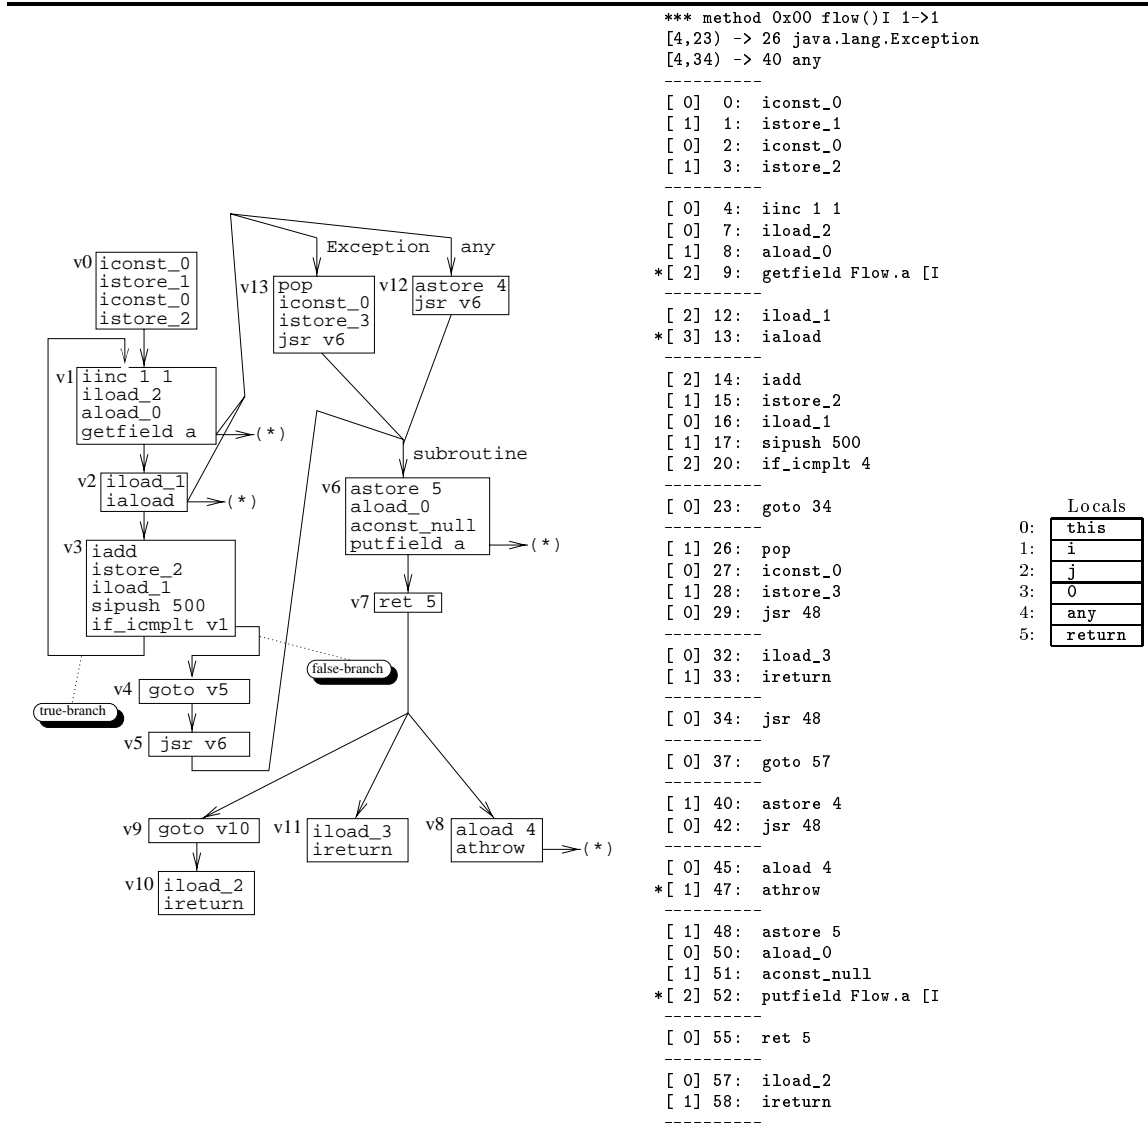 Exception any
v0 iconst_0
istore_1
iconst_0
istore_2
v13 pop
iconst_0
istore_3
jsr v6
v12 astore 4
jsr v6
v1 iinc 1 1
iload_2
aload_0
getfield a (*)
v2 iload_1
iaload (*)
subroutine
v6 astore 5
aload_0
aconst_null
putfield a (*)
v3 iadd
istore_2
iload_1
sipush 500
if_icmplt v1
v7 ret 5
false-branch
true-branch
v4 goto v5
v5 jsr v6
v9 goto v10
v11 iload_3
ireturn
v8 aload 4
athrow (*)
v10 iload_2
ireturn
*** method 0x00 flow()I 1->1
[4,23) -> 26 java.lang.Exception
[4,34) -> 40 any
----------
[ 0] 0: iconst_0
[ 1] 1: istore_1
[ 0] 2: iconst_0
[ 1] 3: istore_2
----------
[ 0] 4: iinc 1 1
[ 0] 7: iload_2
[ 1] 8: aload_0
*[ 2] 9: getfield Flow.a [I
----------
[ 2] 12: iload_1
*[ 3] 13: iaload
----------
[ 2] 14: iadd
[ 1] 15: istore_2
[ 0] 16: iload_1
[ 1] 17: sipush 500
[ 2] 20: if_icmplt 4
----------
[ 0] 23: goto 34
----------
[ 1] 26: pop
[ 0] 27: iconst_0
[ 1] 28: istore_3
[ 0] 29: jsr 48
----------
[ 0] 32: iload_3
[ 1] 33: ireturn
----------
[ 0] 34: jsr 48
----------
[ 0] 37: goto 57
----------
[ 1] 40: astore 4
[ 0] 42: jsr 48
----------
[ 0] 45: aload 4
*[ 1] 47: athrow
----------
[ 1] 48: astore 5
[ 0] 50: aload_0
[ 1] 51: aconst_null
*[ 2] 52: putfield Flow.a [I
----------
[ 0] 55: ret 5
----------
[ 0] 57: iload_2
[ 1] 58: ireturn
----------
Locals
0: this
1: i
2: j
3: 0
4: any
5: return